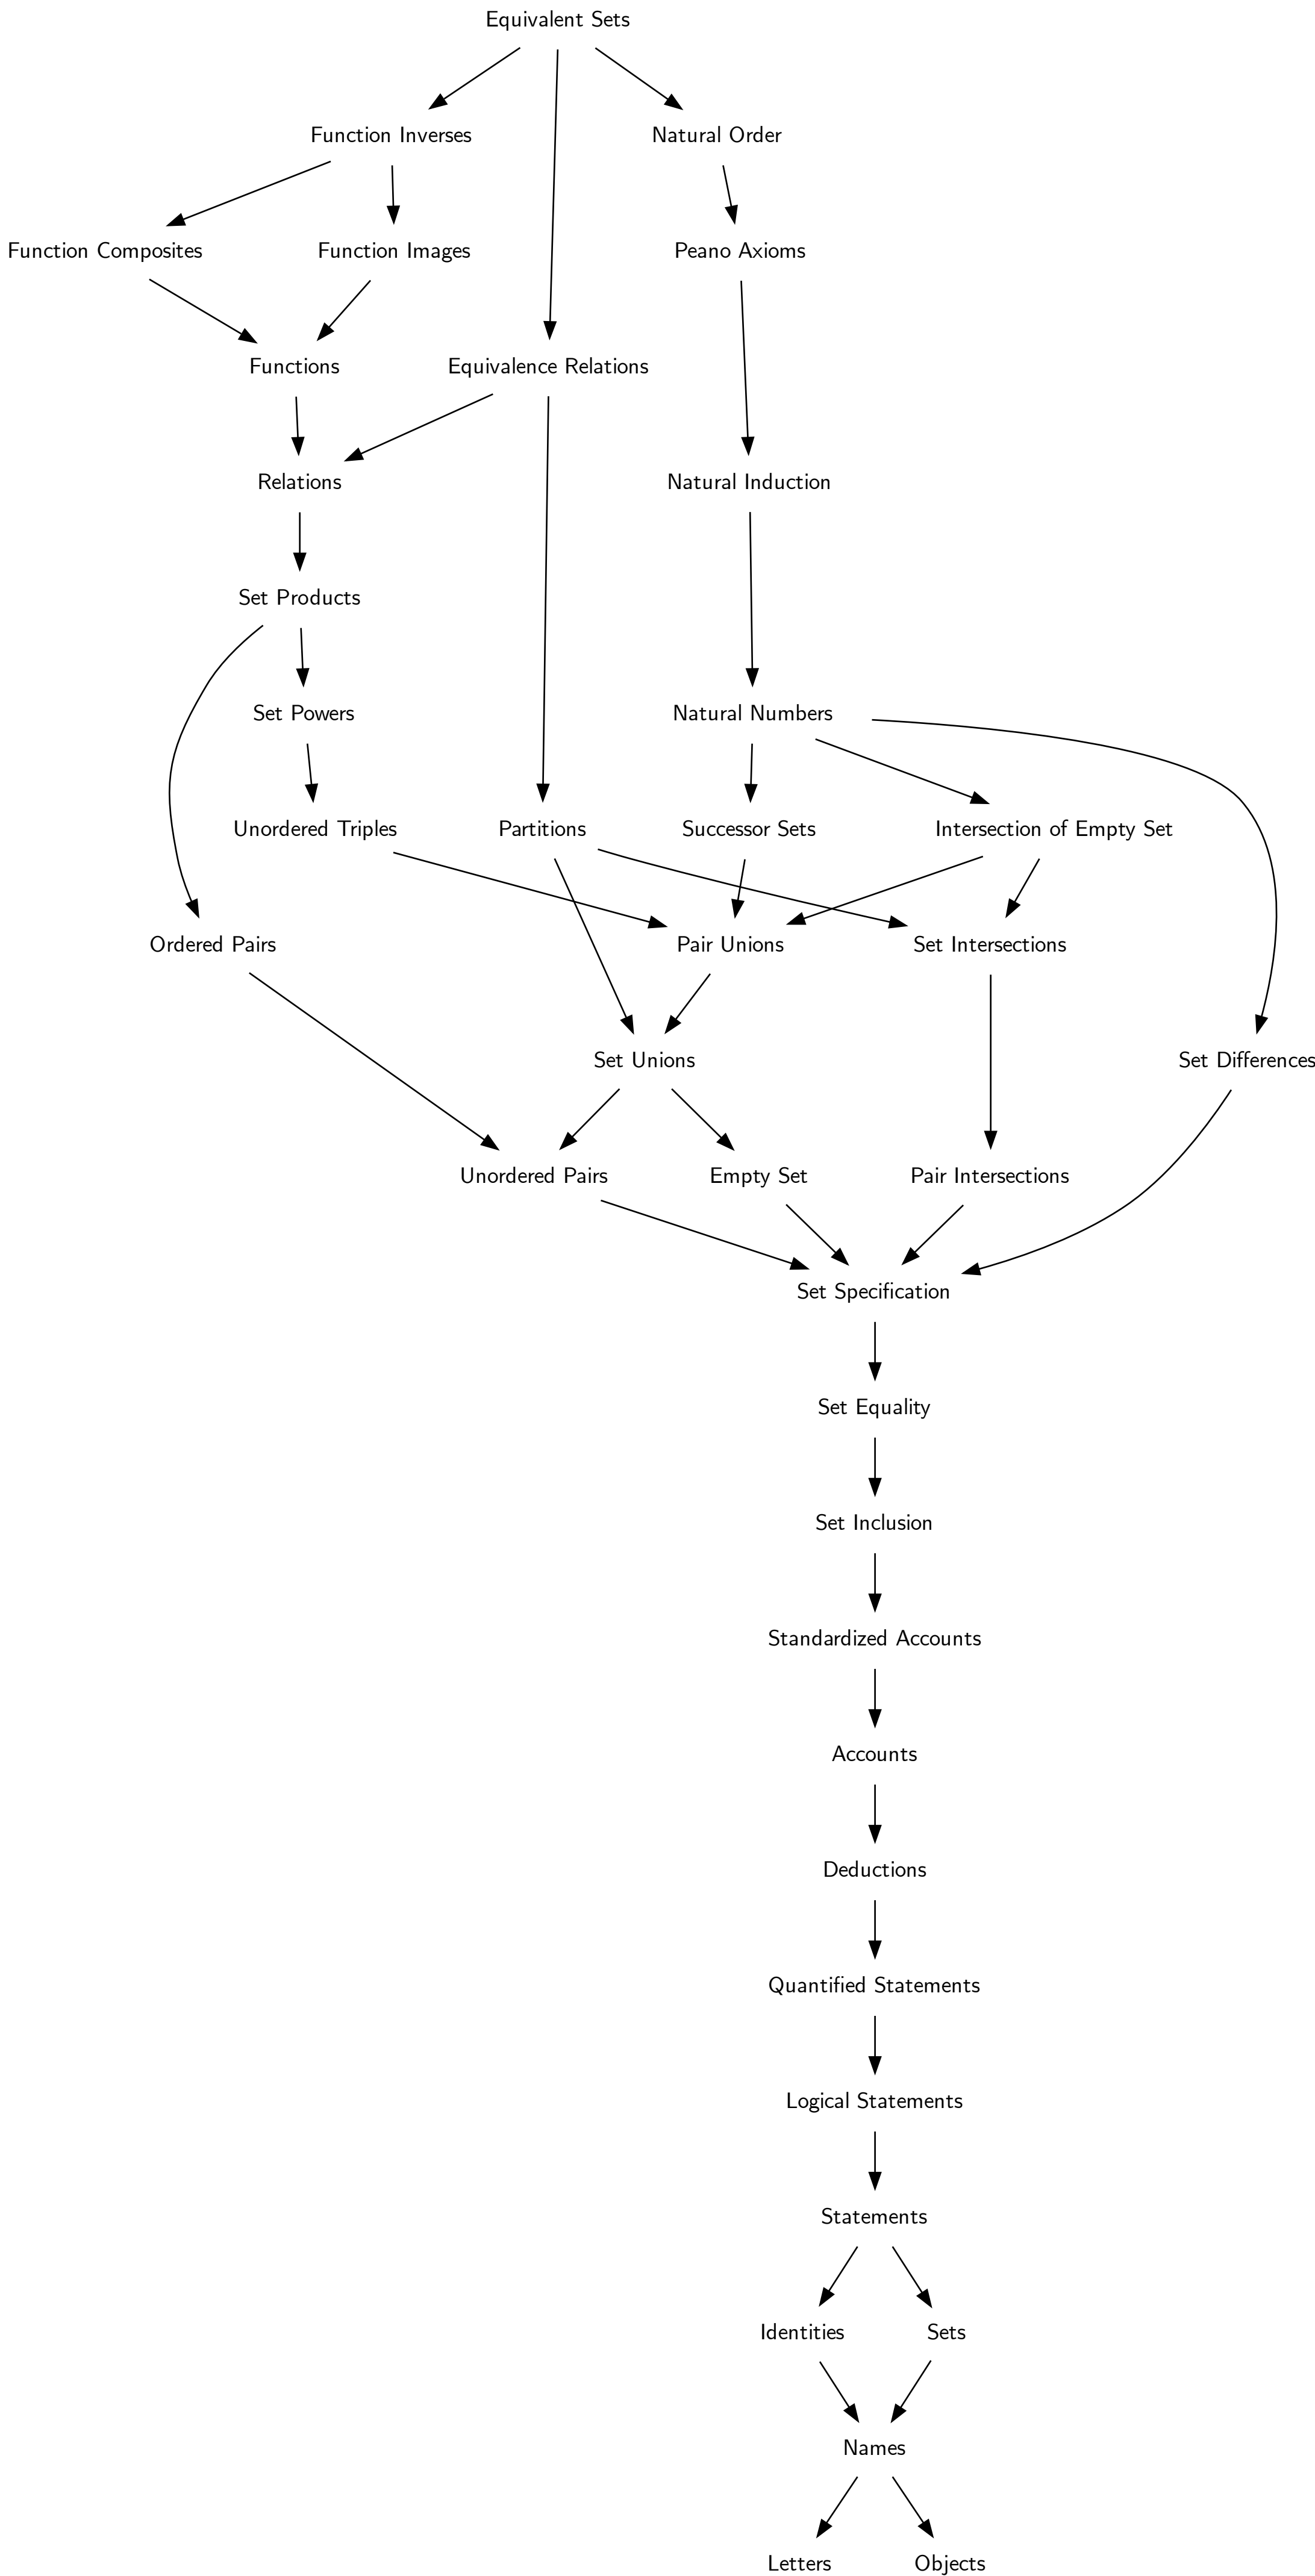 Equivalent Sets
Function Inverses
Natural Order
Function Composites
Function Images
Peano Axioms
Functions
Equivalence Relations
Relations
Natural Induction
Set Products
Set Powers
Natural Numbers
Unordered Triples
Partitions
Successor Sets
Intersection of Empty Set
Ordered Pairs
Pair Unions
Set Intersections
Set Unions
Set Differences
Unordered Pairs
Empty Set
Pair Intersections
Set Specification
Set Equality
Set Inclusion
Standardized Accounts
Accounts
Deductions
Quantified Statements
Logical Statements
Statements
Identities
Sets
Names
Letters
Objects